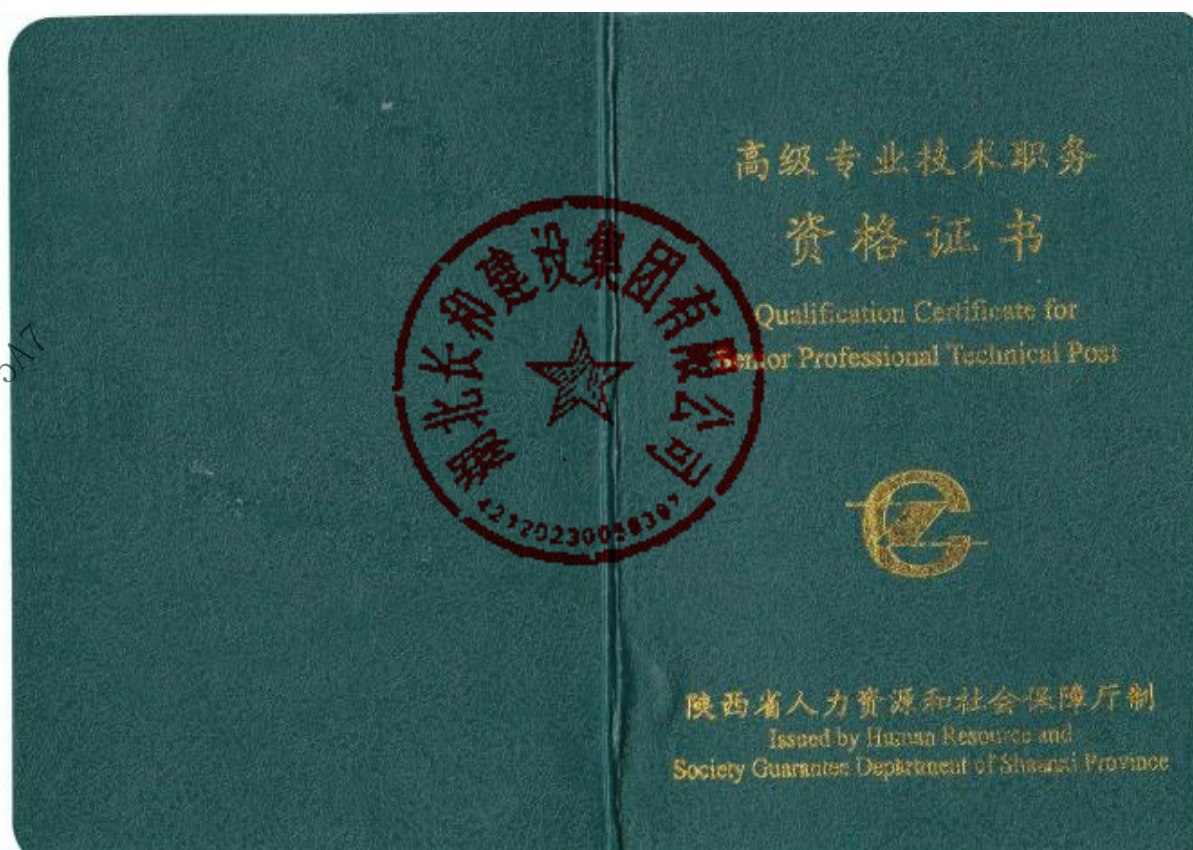 高级专业技术职务
资格证书
Qualification Certificate for
Senior Professional Technical Post
湖北长和建设集团有限公司
陕西省人力资源和社会保障厅制
Issued by Human Resource and
Society Guarantee Department of Shaanxi Province